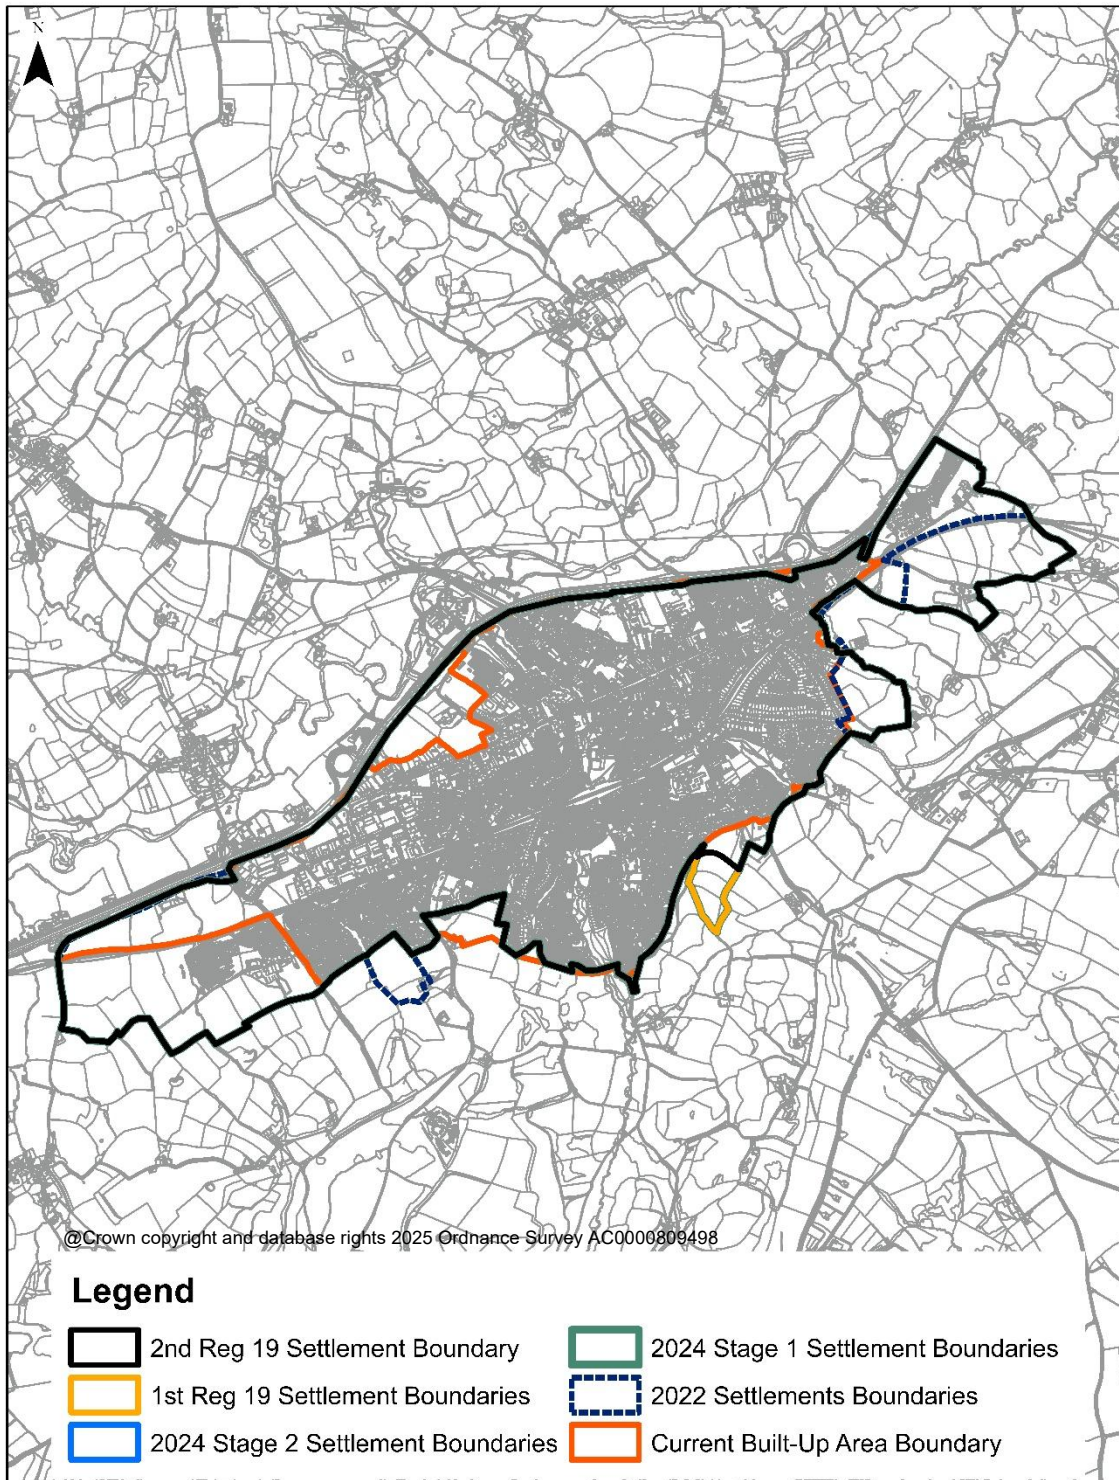 N
@Crown copyright and database rights 2025 Ordnance Survey AC0000809498
Legend
2nd Reg 19 Settlement Boundary
1st Reg 19 Settlement Boundaries
2024 Stage 2 Settlement Boundaries
2024 Stage 1 Settlement Boundaries
2022 Settlements Boundaries
Current Built-Up Area Boundary